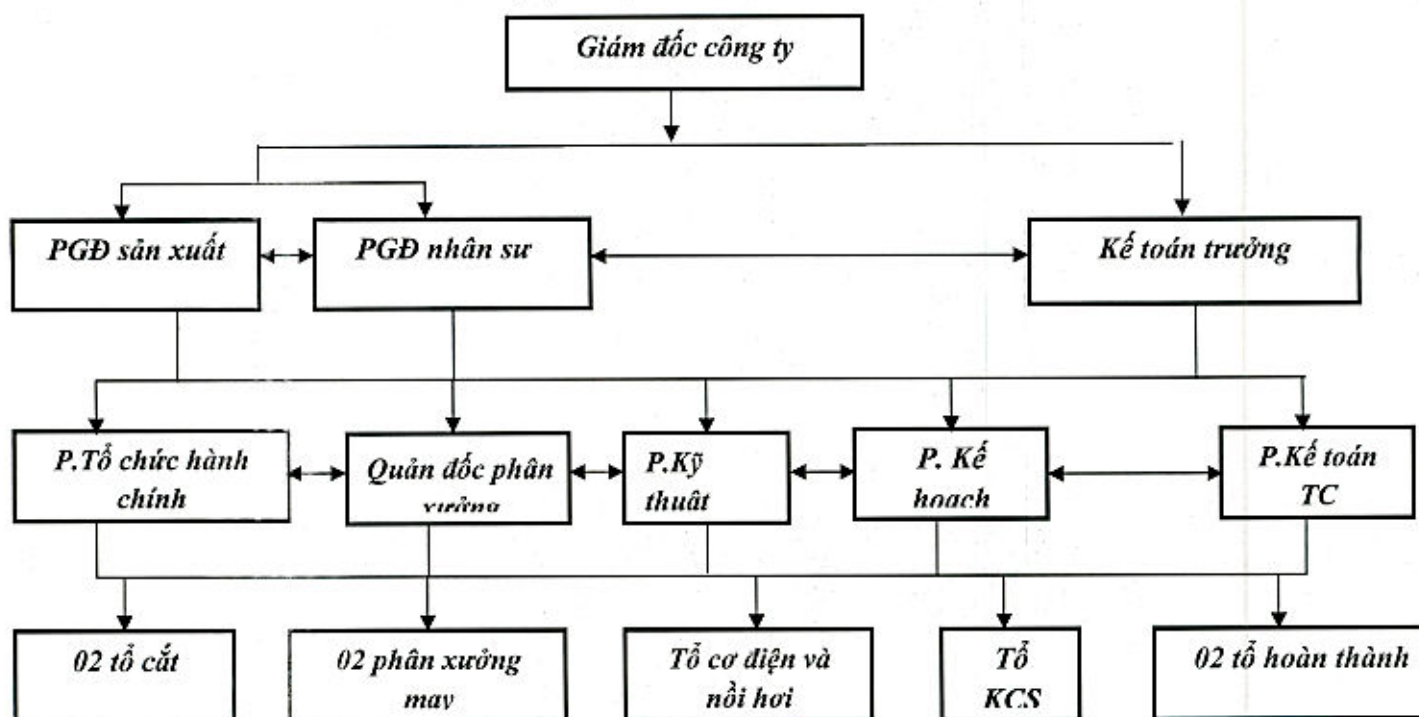 Giám đốc công ty
PGĐ sản xuất
PGĐ nhân sư
Kế toán trưởng
P.Tổ chức hành
chính
Quản đốc phân
xưởng
P.Kỹ
thuât
P. Kế
hoạch
P.Kế toán
TC
02 tổ cắt
02 phân xưởng
may
Tổ cơ điện và
nồi hơi
Tổ
KCS
02 tổ hoàn thành